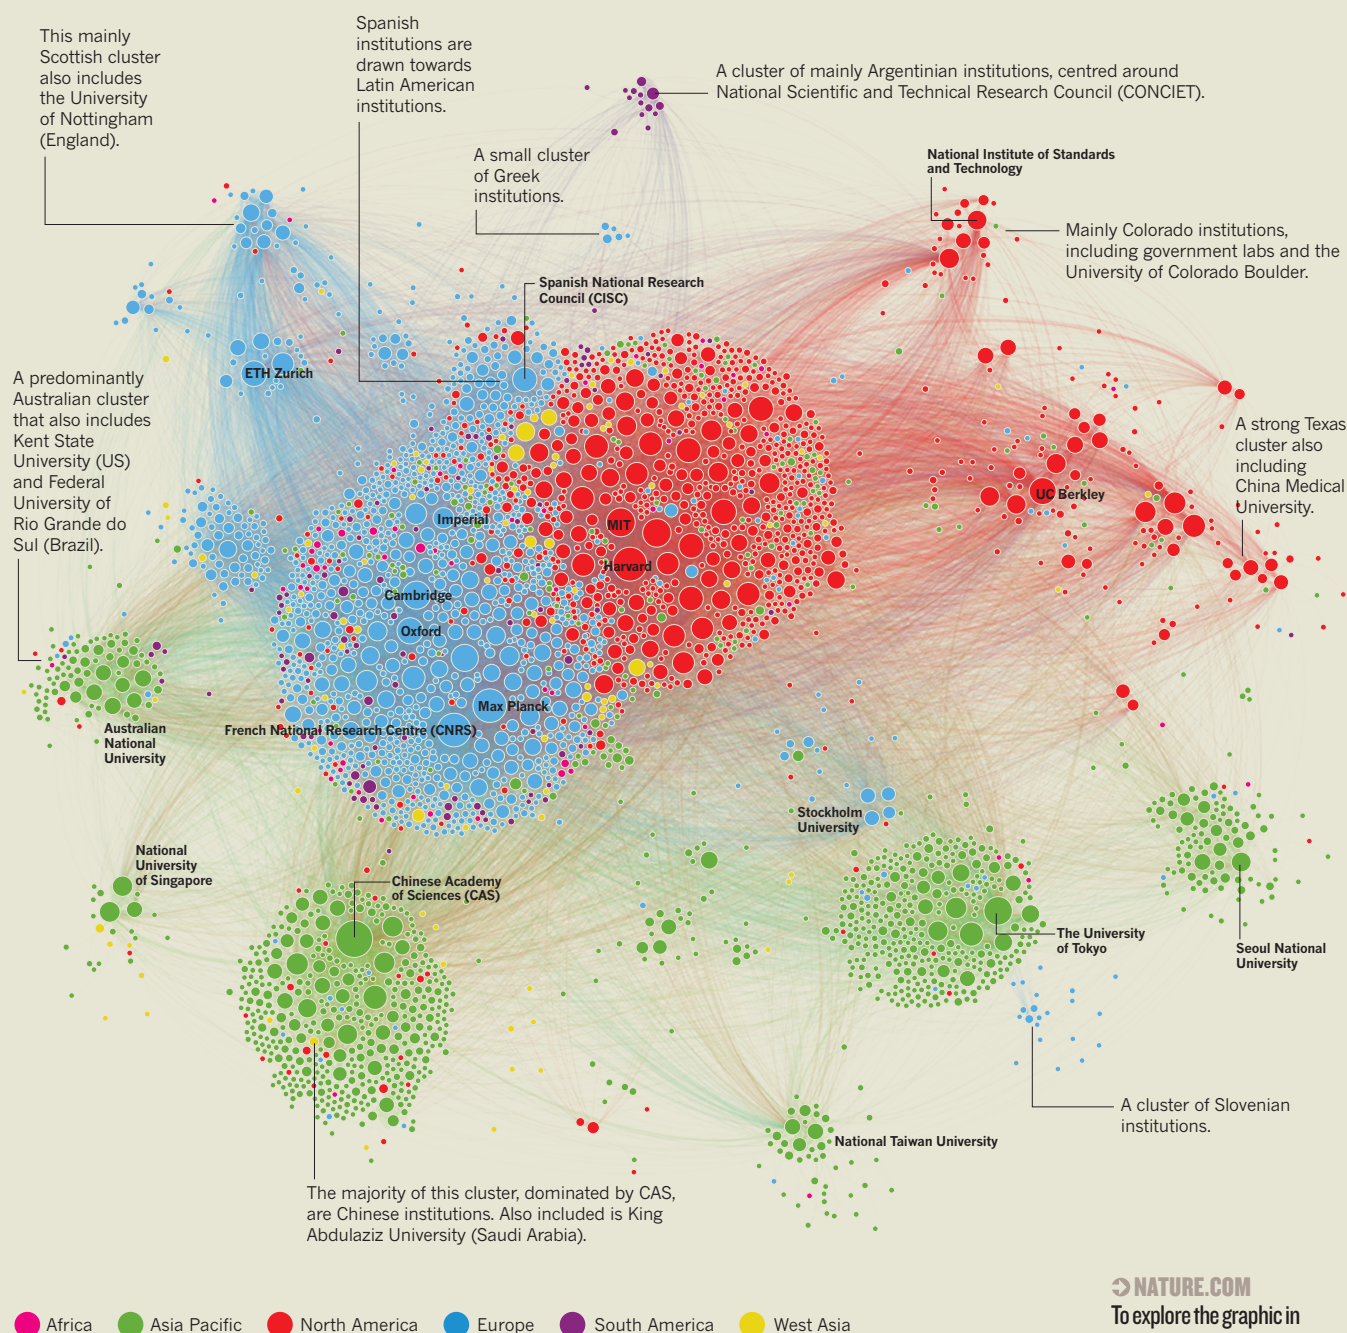 This mainly
Scottish cluster
also includes
the University
of Nottingham
(England).
Spanish
institutions are
drawn towards
Latin American
institutions.
A cluster of mainly Argentinian institutions, centred around
National Scientific and Technical Research Council (CONCIET).
A small cluster
of Greek
institutions.
National Institute of Standards
and Technology
Mainly Colorado institutions,
including government labs and the
University of Colorado Boulder.
Spanish National Research
Council (CISC)
ETH Zurich
A predominantly
Australian cluster
that also includes
Kent State
University (US)
and Federal
University of
Rio Grande do
Sul (Brazil).
A strong Texas
cluster also
including
China Medical
University.
UC Berkley
Imperial
MIT
Harvard
Cambridge
Oxford
Max Planck
French National Research Centre (CNRS)
Australian
National
University
Stockholm
University
National
University
of Singapore
Chinese Academy
of Sciences (CAS)
The University
of Tokyo
Seoul National
University
A cluster of Slovenian
institutions.
National Taiwan University
The majority of this cluster, dominated by CAS,
are Chinese institutions. Also included is King
Abdulaziz University (Saudi Arabia).
NATURE.COM
To explore the graphic in
Africa
Asia Pacific
North America
Europe
South America
West Asia